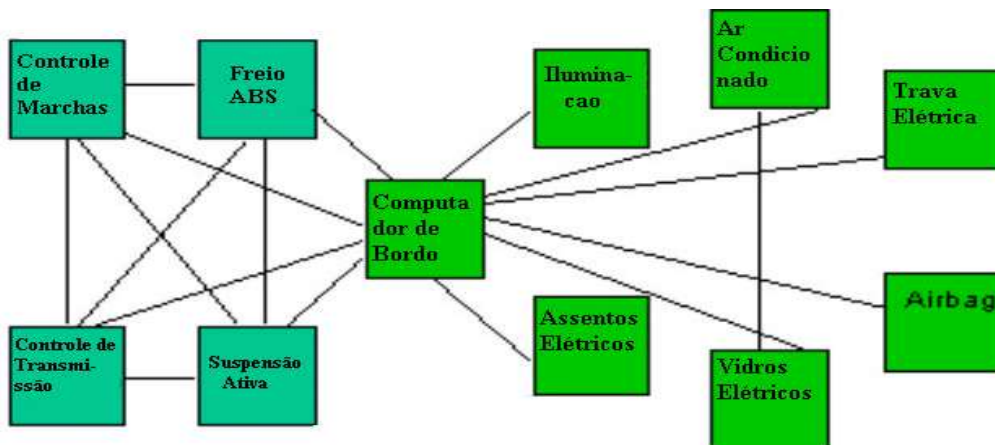 Controle
de
Marchas
Freio
ABS
Ilumina-
cao
Ar
Condicio
nado
Trava
Elétrica
Computa
dor de
Bordo
Controle de
Transmi-
ssão
Suspensão
Ativa
Assentos
Elétricos
Vidros
Elétricos
Airbag